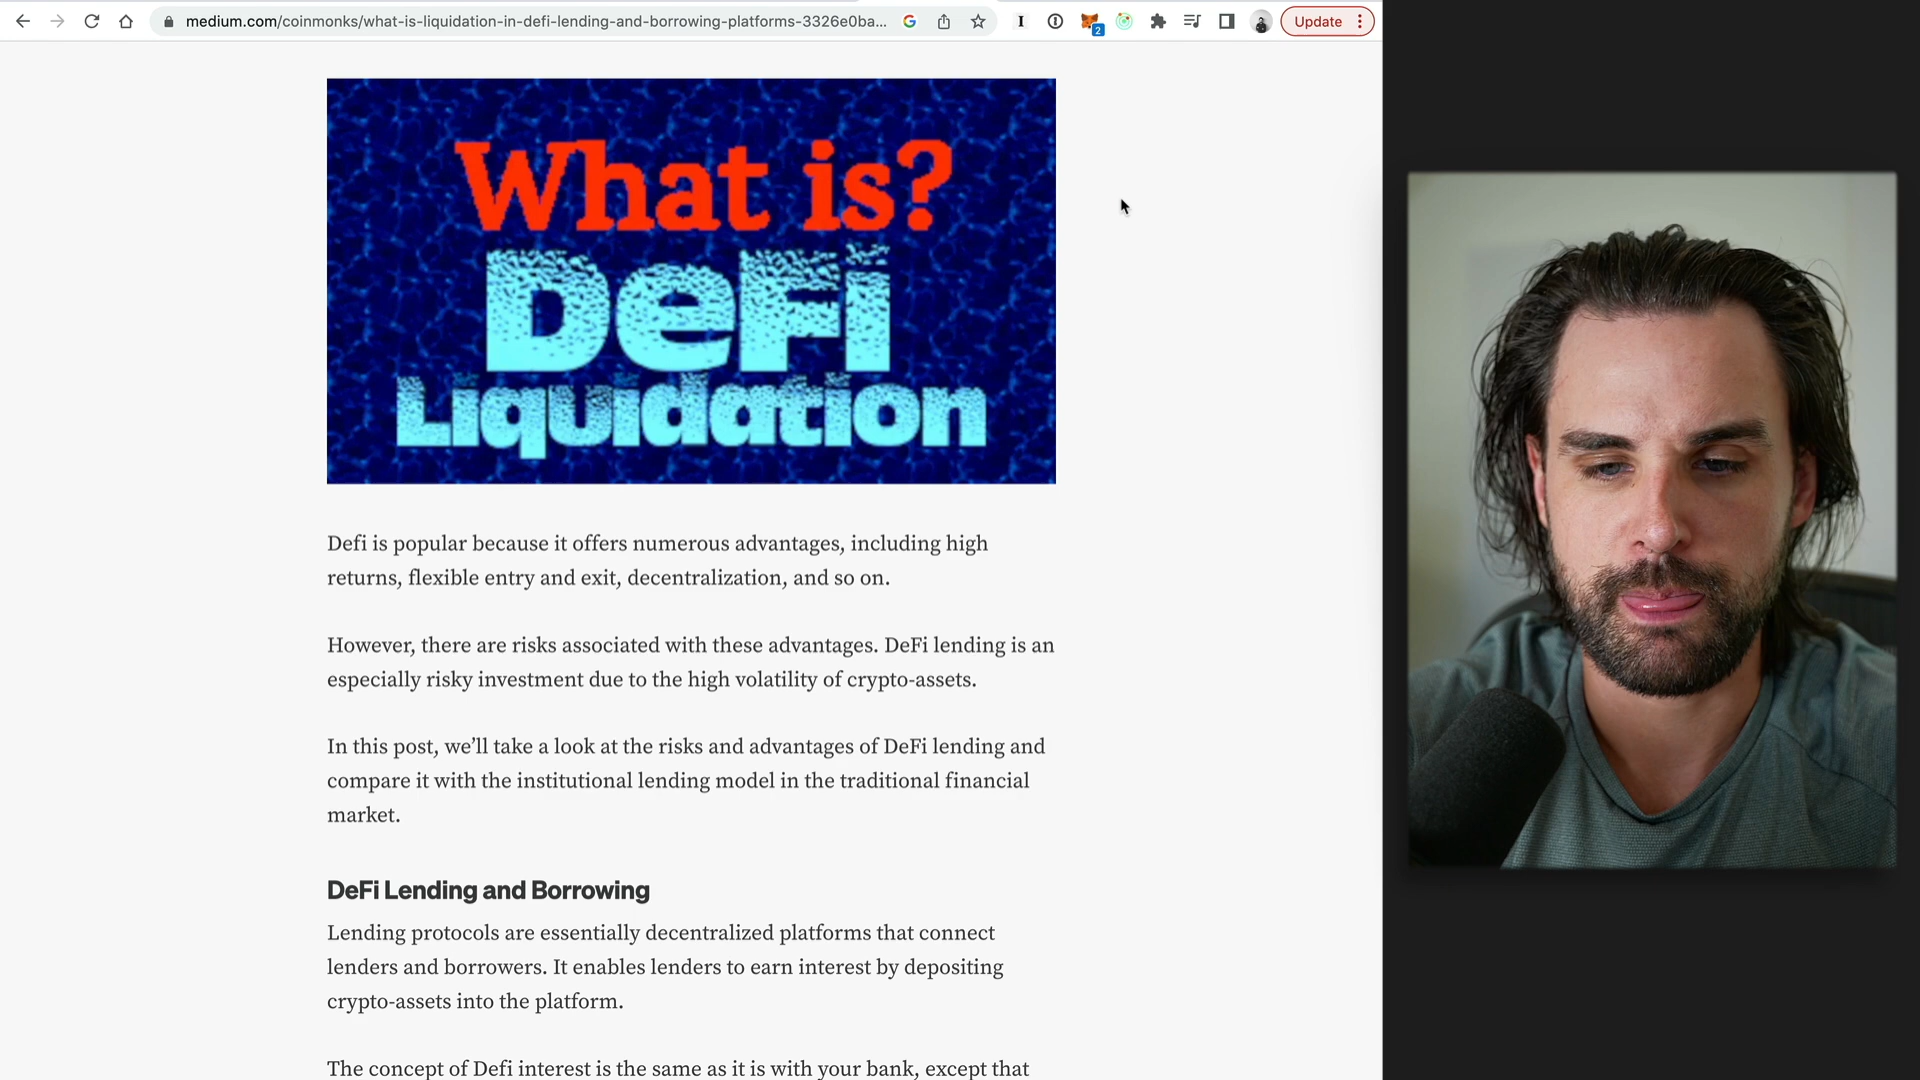 medium.com/coinmonks/what-is-liquidation-in-defi-lending-and-borrowing-platforms-3326e0ba...
2
Update
What is?
DeFi
Liquidation
Defi is popular because it offers numerous advantages, including high
returns, flexible entry and exit, decentralization, and so on.
However, there are risks associated with these advantages. DeFi lending is an
especially risky investment due to the high volatility of crypto-assets.
In this post, we’ll take a look at the risks and advantages of DeFi lending and
compare it with the institutional lending model in the traditional financial
market.
DeFi Lending and Borrowing
Lending protocols are essentially decentralized platforms that connect
lenders and borrowers. It enables lenders to earn interest by depositing
crypto-assets into the platform.
The concept of Defi interest is the same as it is with your bank, except that